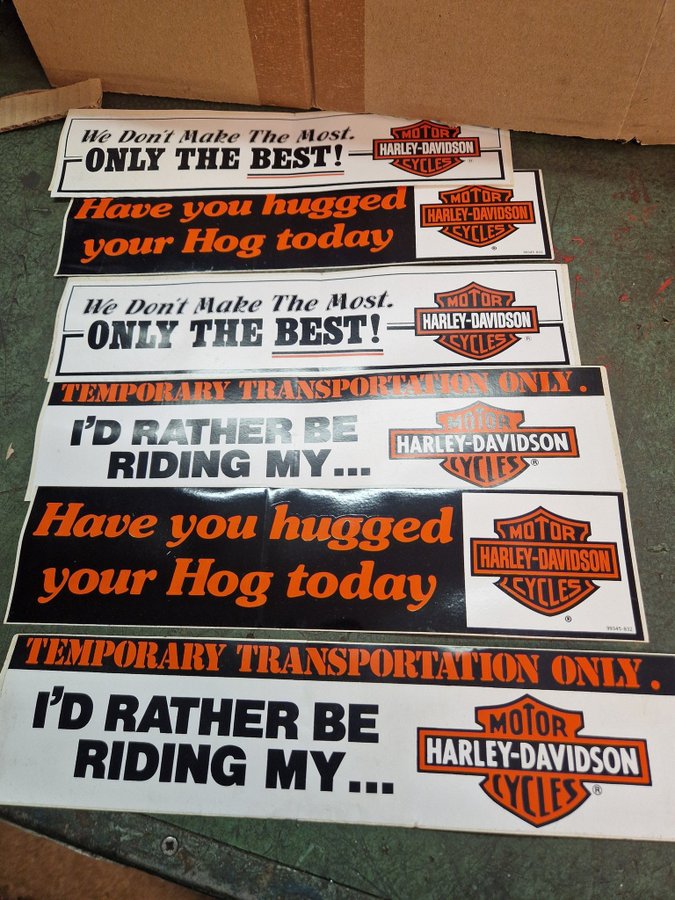 We Don't Make The Most.
ONLY THE BEST!
MOTOR
HARLEY-DAVIDSON
CYCLES
Have you hugged
your Hog today
MOTOR
HARLEY-DAVIDSON
CYCLES
®
We Don't Make The Most.
ONLY THE BEST!
MOTOR
HARLEY-DAVIDSON
CYCLES
®
TEMPORARY TRANSPORTATION ONLY.
I'D RATHER BE
RIDING MY...
MOTOR
HARLEY-DAVIDSON
CYCLES
®
Have you hugged
your Hog today
MOTOR
HARLEY-DAVIDSON
CYCLES
®
TEMPORARY TRANSPORTATION ONLY.
I'D RATHER BE
RIDING MY...
MOTOR
HARLEY-DAVIDSON
CYCLES
®